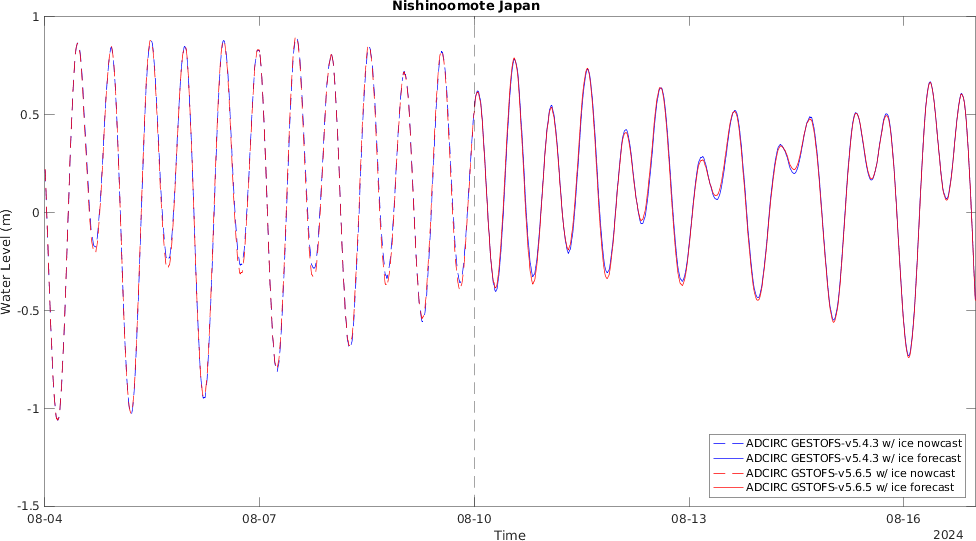 Nishinoomote Japan
Water Level (m)
1
0.5
0
-0.5
-1
-1.5
ADCIRC GESTOFS-v5.4.3 w/ ice nowcast
ADCIRC GESTOFS-v5.4.3 w/ ice forecast
ADCIRC GSTOFS-v5.6.5 w/ ice nowcast
ADCIRC GSTOFS-v5.6.5 w/ ice forecast
08-04 08-07 08-10 08-13 08-16
Time
2024